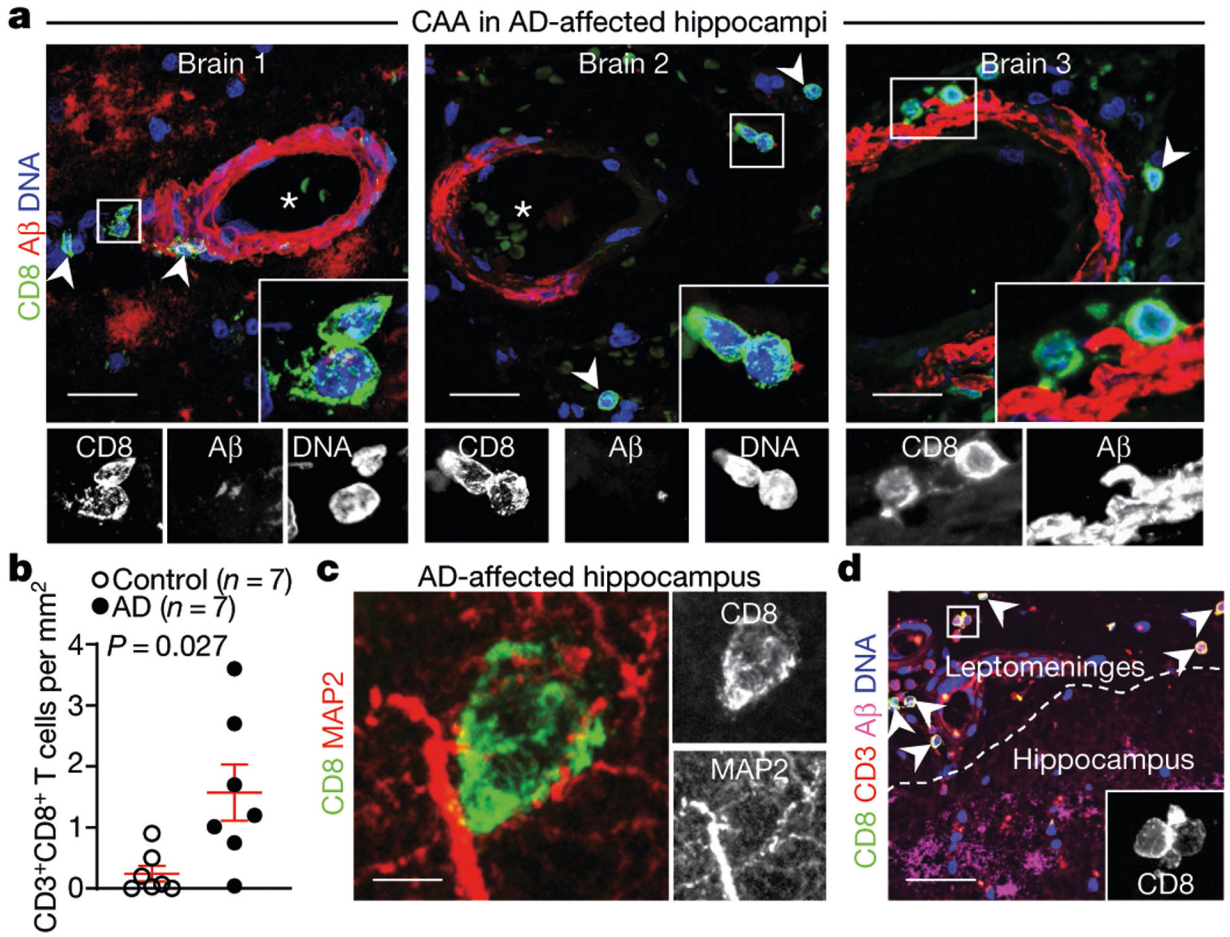 a
CAA in AD-affected hippocampi
CD8 Aβ DNA
Brain 1
Brain 2
Brain 3
*
*
CD8
Aβ
DNA
CD8
Aβ
DNA
CD8
Aβ
b
Control (n = 7)
AD (n = 7)
P = 0.027
CD3+CD8+ T cells per mm²
4
3
2
1
0
c
AD-affected hippocampus
CD8 MAP2
CD8
MAP2
d
CD8 CD3 Aβ DNA
Leptomeninges
Hippocampus
CD8